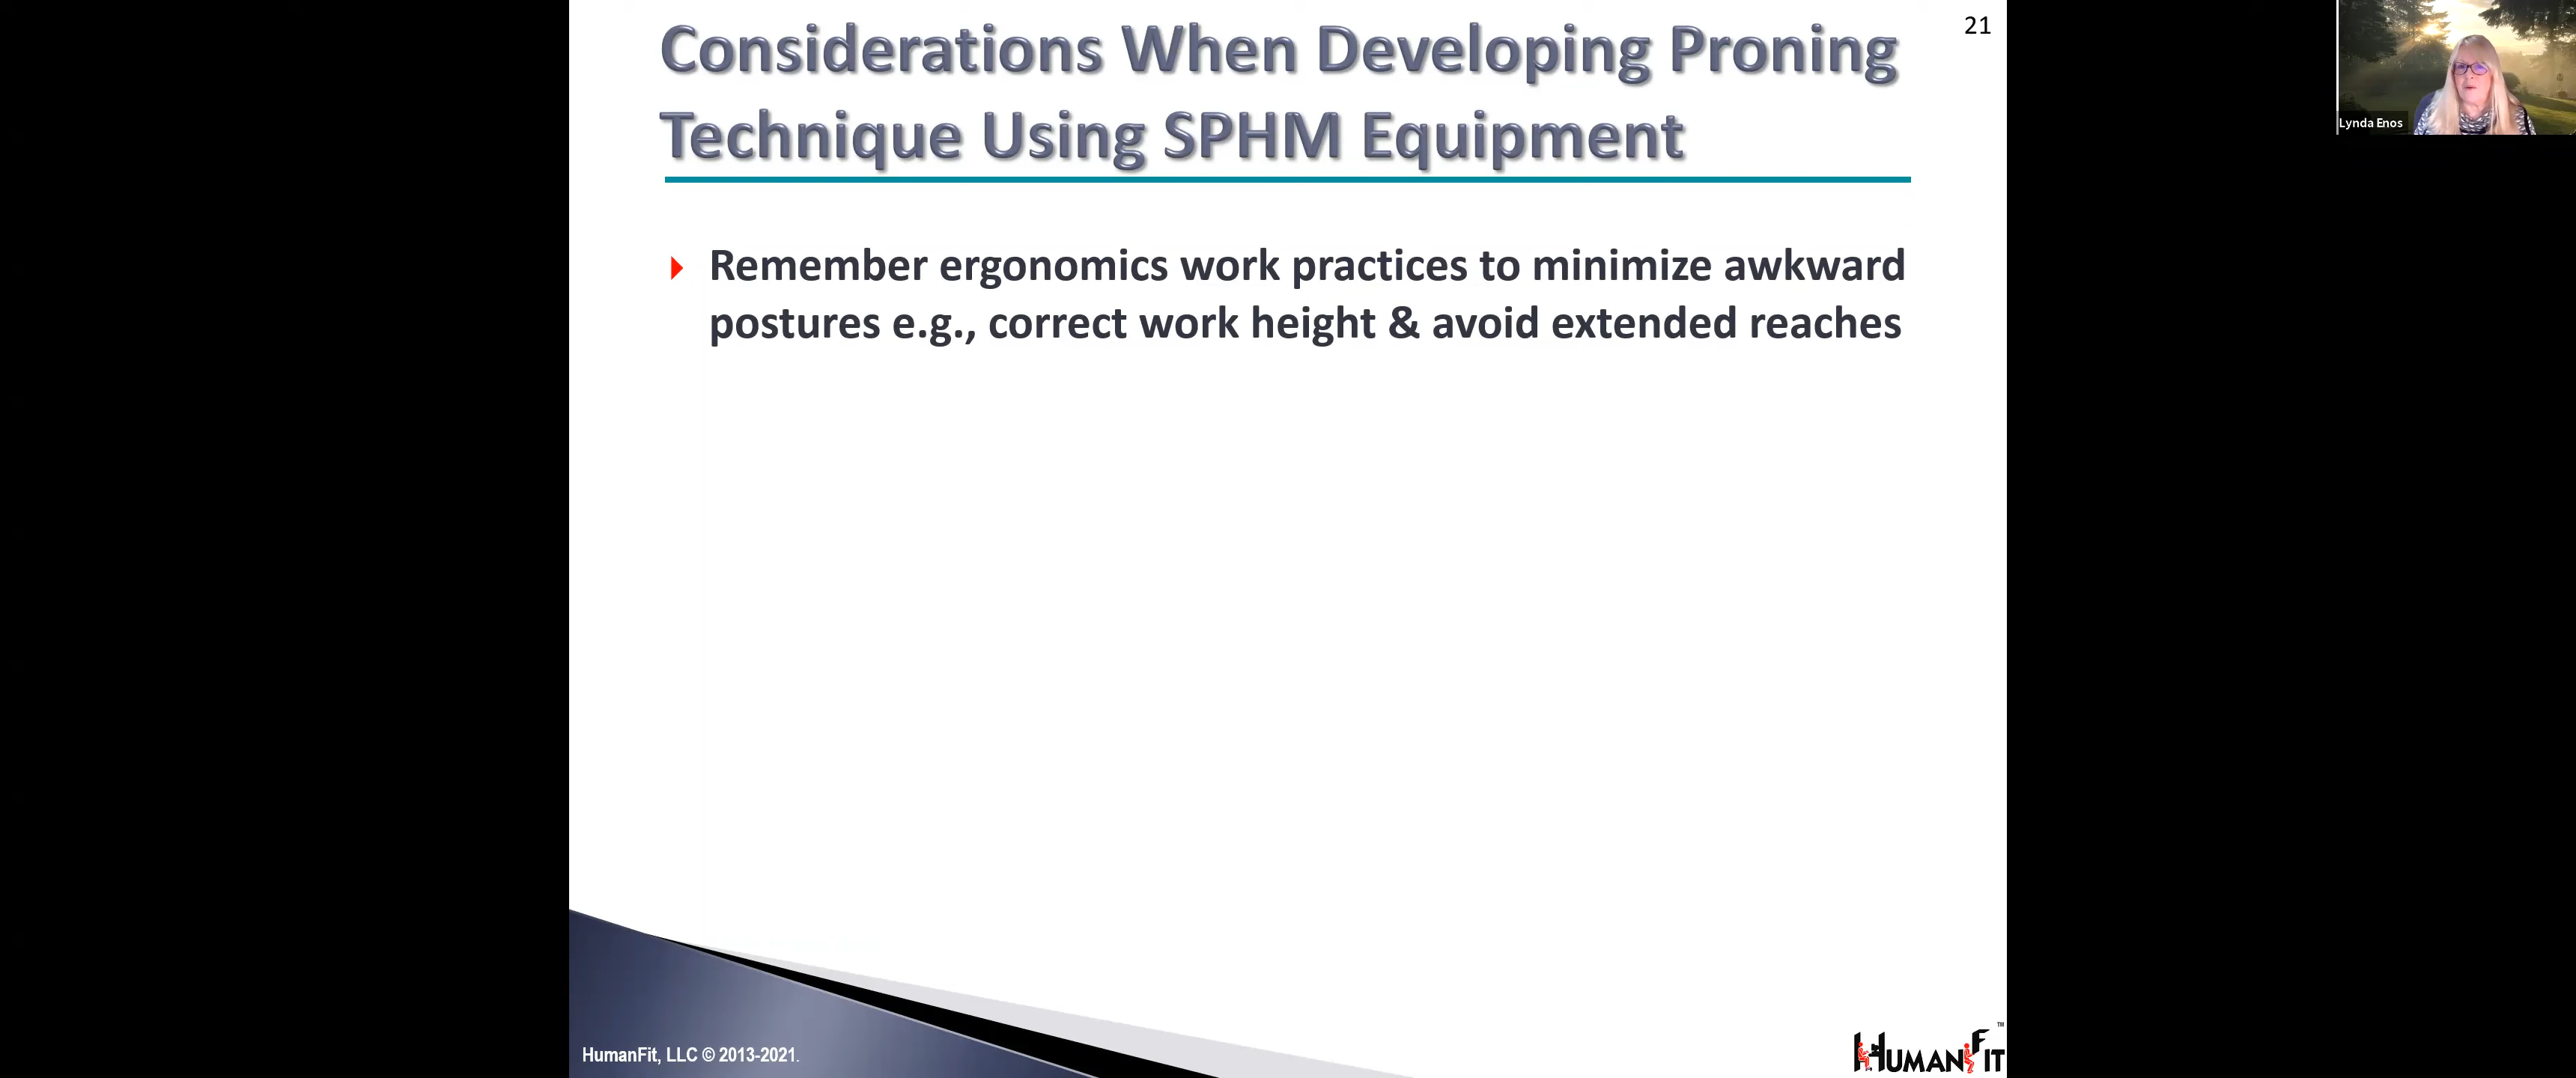 Considerations When Developing Proning
Technique Using SPHM Equipment
21
Lynda Enos
Remember ergonomics work practices to minimize awkward
postures e.g., correct work height & avoid extended reaches
HumanFit, LLC © 2013-2021.
HUMANFIT™